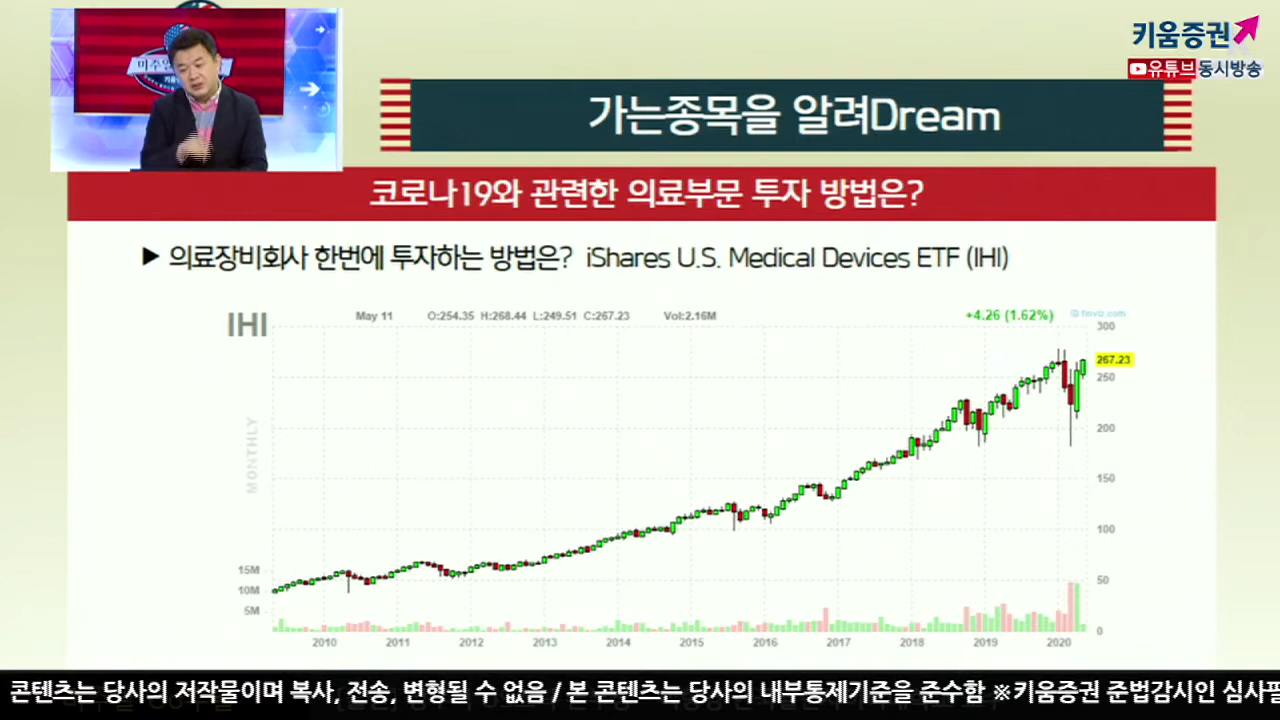 키움증권
유튜브동시방송
미주얼
가는종목을 알려Dream
코로나19와 관련한 의료부문 투자 방법은?
▶ 의료장비회사 한번에 투자하는 방법은? iShares U.S. Medical Devices ETF (IHI)
IHI
May 11 O:254.35 H:268.44 L:249.51 C:267.23 Vol:2.16M +4.26 (1.62%) © finviz.com
MONTHLY
300
267.23
250
200
150
100
50
0
15M
10M
5M
2010 2011 2012 2013 2014 2015 2016 2017 2018 2019 2020
콘텐츠는 당사의 저작물이며 복사, 전송, 변형될 수 없음 / 본 콘텐츠는 당사의 내부통제기준을 준수함 ※키움증권 준법감시인 심사필